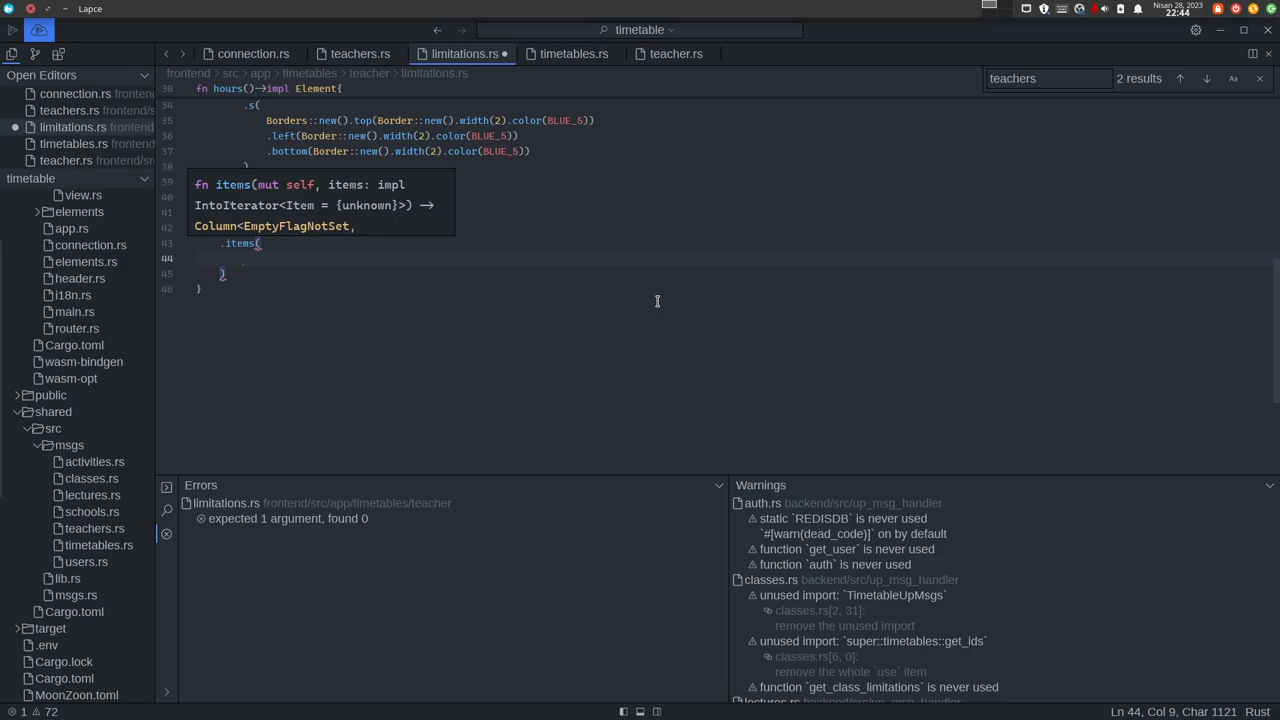 Lapce
Nisan 28, 2023
22:44
timetable
Open Editors
connection.rs frontend
teachers.rs frontend/s
limitations.rs frontend
timetables.rs frontend
teacher.rs frontend/s
timetable
view.rs
elements
app.rs
connection.rs
elements.rs
header.rs
i18n.rs
main.rs
router.rs
Cargo.toml
wasm-bindgen
wasm-opt
public
shared
src
msgs
activities.rs
classes.rs
lectures.rs
schools.rs
teachers.rs
timetables.rs
users.rs
lib.rs
msgs.rs
Cargo.toml
target
.env
Cargo.lock
Cargo.toml
MoonZoon.toml
connection.rs
teachers.rs
limitations.rs
timetables.rs
teacher.rs
frontend > src > app > timetables > teacher > limitations.rs
teachers
2 results
Aa
30 fn hours()->impl Element{
34 .s(
35 Borders::new().top(Border::new().width(2).color(BLUE_5))
36 .left(Border::new().width(2).color(BLUE_5))
37 .bottom(Border::new().width(2).color(BLUE_5))
38 )
39
40
41
42
fn items(mut self, items: impl
IntoIterator<Item = {unknown}>) ->
Column<EmptyFlagNotSet,
43 .items(
44
45 )
46 }
Errors
limitations.rs frontend/src/app/timetables/teacher
expected 1 argument, found 0
Warnings
auth.rs backend/src/up_msg_handler
static `REDISDB` is never used
`#[warn(dead_code)]` on by default
function `get_user` is never used
function `auth` is never used
classes.rs backend/src/up_msg_handler
unused import: `TimetableUpMsgs`
classes.rs[2, 31]:
remove the unused import
unused import: `super::timetables::get_ids`
classes.rs[6, 0]:
remove the whole `use` item
function `get_class_limitations` is never used
lectures.rs backend/src/up_msg_handler
1 72
Ln 44, Col 9, Char 1121 Rust